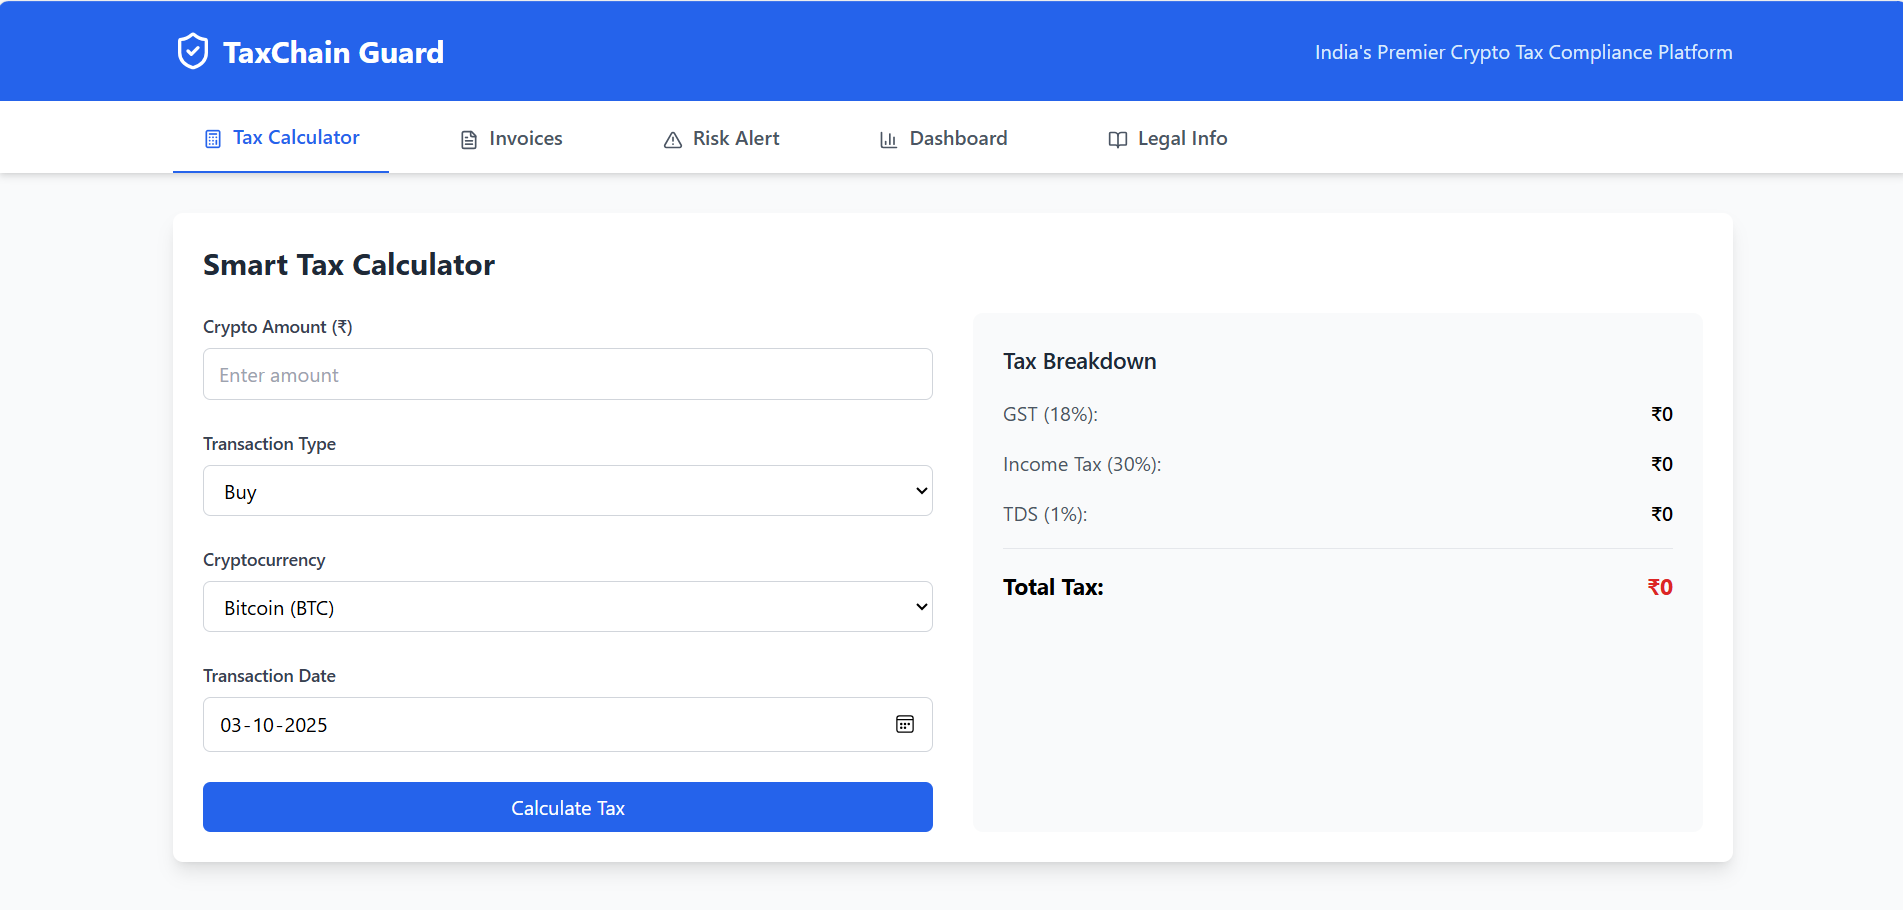 TaxChain Guard
India's Premier Crypto Tax Compliance Platform
Tax Calculator
Invoices
Risk Alert
Dashboard
Legal Info
Smart Tax Calculator
Crypto Amount (₹)
Enter amount
Transaction Type
Buy
Cryptocurrency
Bitcoin (BTC)
Transaction Date
03-10-2025
Calculate Tax
Tax Breakdown
GST (18%): ₹0
Income Tax (30%): ₹0
TDS (1%): ₹0
Total Tax: ₹0